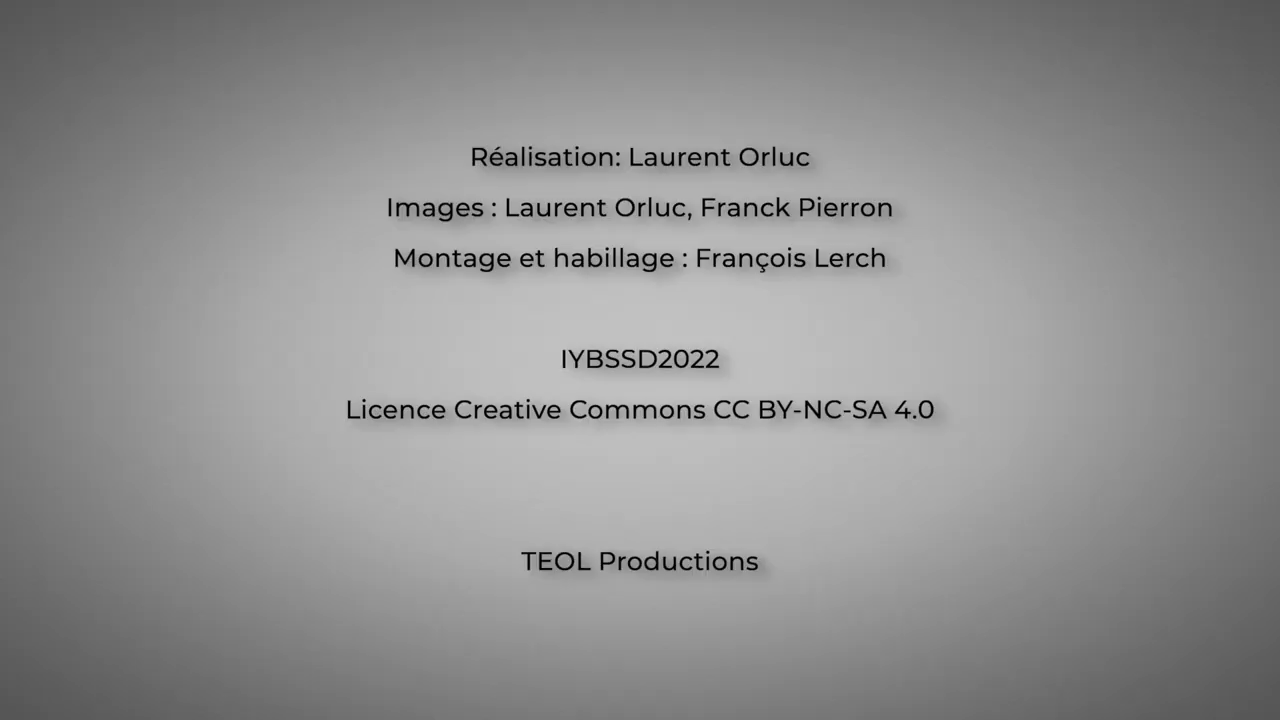 Réalisation: Laurent Orluc
Images : Laurent Orluc, Franck Pierron
Montage et habillage : François Lerch
IYBSSD2022
Licence Creative Commons CC BY-NC-SA 4.0
TEOL Productions